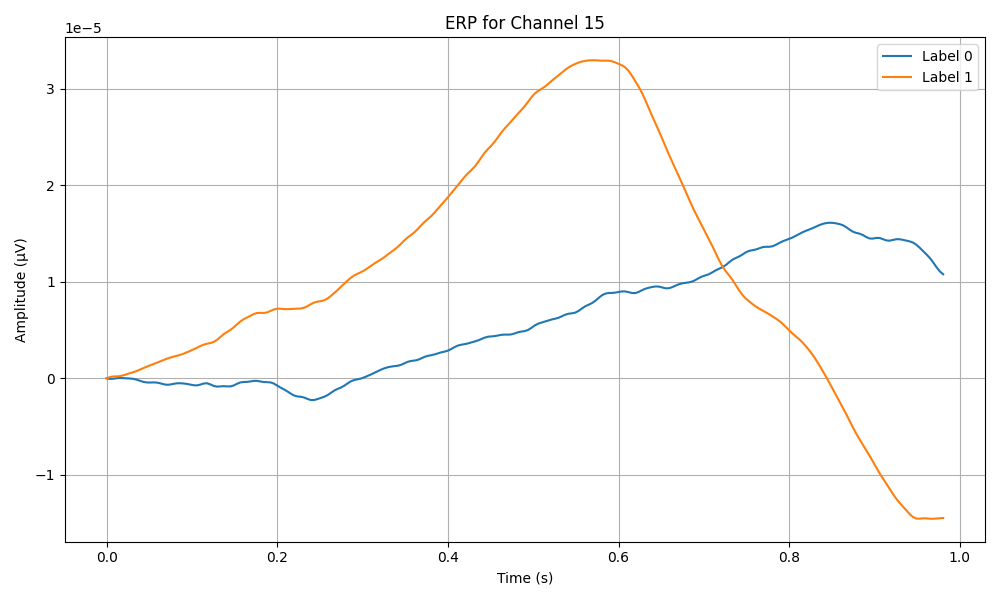 ERP for Channel 15
1e−5
Label 0
Label 1
3
2
1
0
−1
Amplitude (µV)
0.0 0.2 0.4 0.6 0.8 1.0
Time (s)